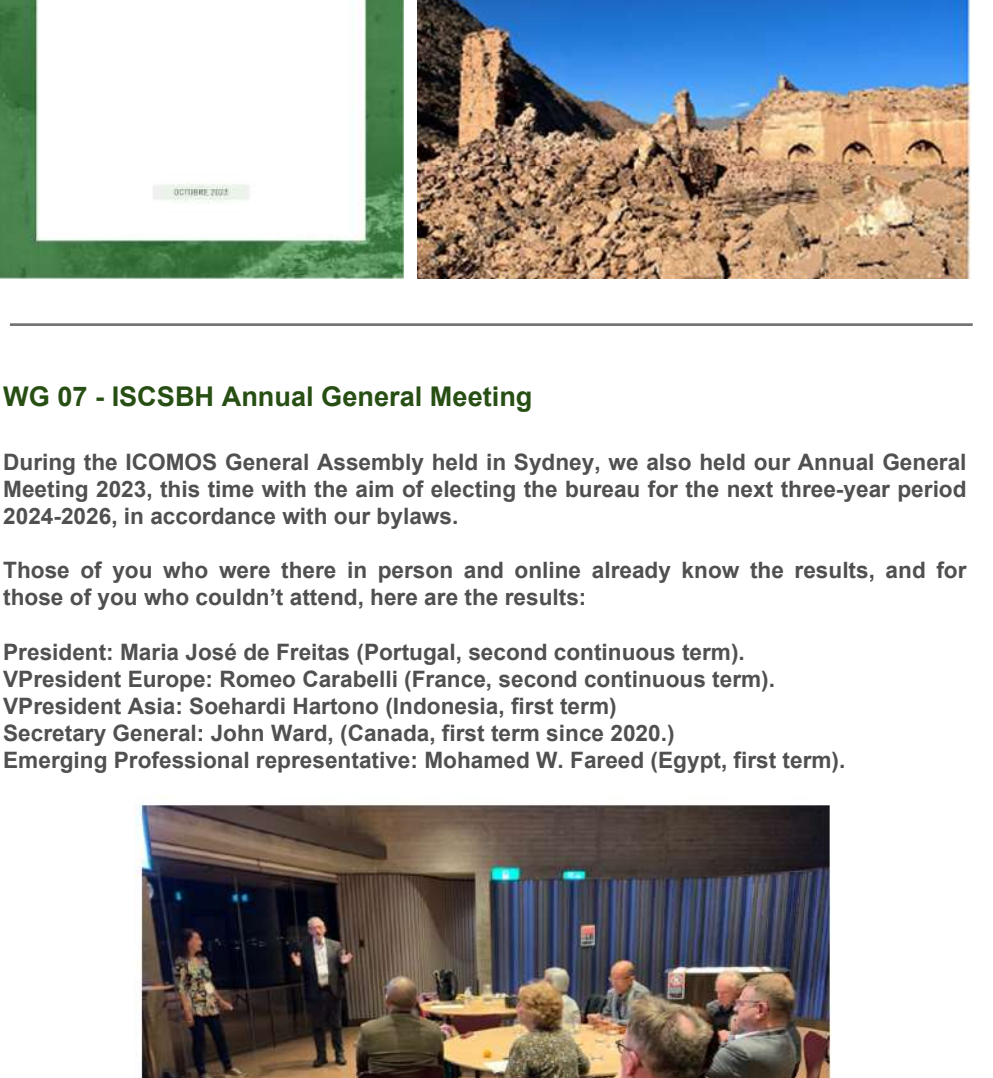 OCTOBRE 2023
WG 07 - ISCSBH Annual General Meeting
During the ICOMOS General Assembly held in Sydney, we also held our Annual General
Meeting 2023, this time with the aim of electing the bureau for the next three-year period
2024-2026, in accordance with our bylaws.
Those of you who were there in person and online already know the results, and for
those of you who couldn’t attend, here are the results:
President: Maria José de Freitas (Portugal, second continuous term).
VPresident Europe: Romeo Carabelli (France, second continuous term).
VPresident Asia: Soehardi Hartono (Indonesia, first term)
Secretary General: John Ward, (Canada, first term since 2020.)
Emerging Professional representative: Mohamed W. Fareed (Egypt, first term).